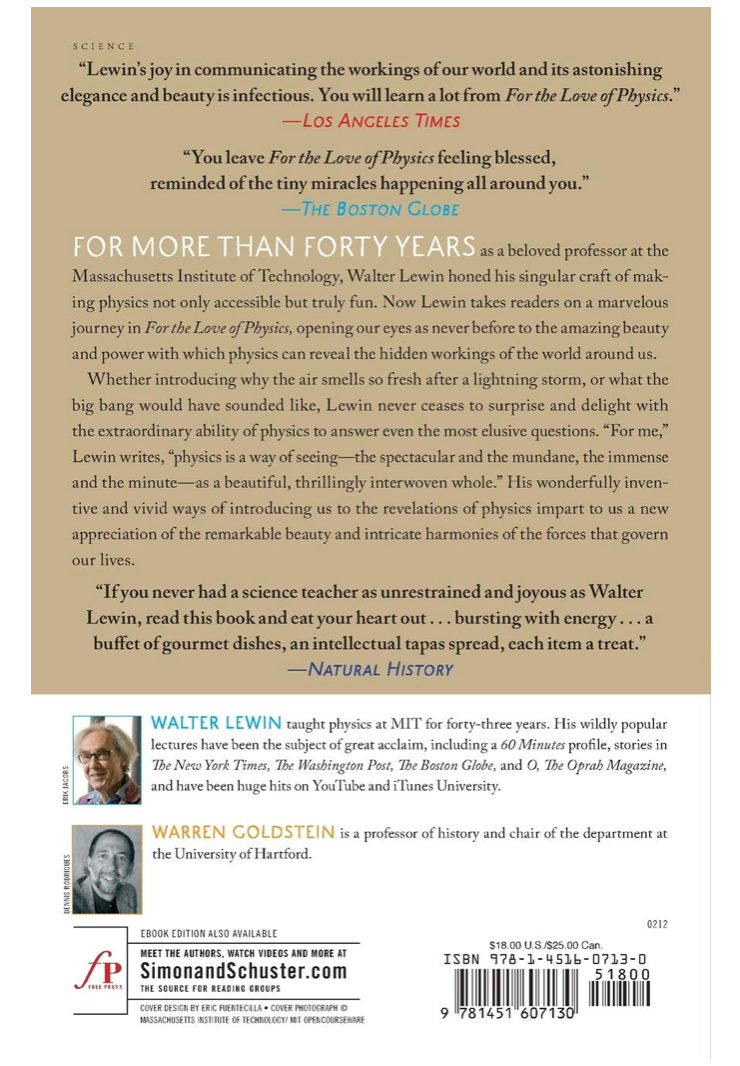 SCIENCE
“Lewin’s joy in communicating the workings of our world and its astonishing
elegance and beauty is infectious. You will learn a lot from For the Love of Physics.”
—LOS ANGELES TIMES
“You leave For the Love of Physics feeling blessed,
reminded of the tiny miracles happening all around you.”
—THE BOSTON GLOBE
FOR MORE THAN FORTY YEARS as a beloved professor at the
Massachusetts Institute of Technology, Walter Lewin honed his singular craft of mak-
ing physics not only accessible but truly fun. Now Lewin takes readers on a marvelous
journey in For the Love of Physics, opening our eyes as never before to the amazing beauty
and power with which physics can reveal the hidden workings of the world around us.
Whether introducing why the air smells so fresh after a lightning storm, or what the
big bang would have sounded like, Lewin never ceases to surprise and delight with
the extraordinary ability of physics to answer even the most elusive questions. “For me,”
Lewin writes, “physics is a way of seeing—the spectacular and the mundane, the immense
and the minute—as a beautiful, thrillingly interwoven whole.” His wonderfully inven-
tive and vivid ways of introducing us to the revelations of physics impart to us a new
appreciation of the remarkable beauty and intricate harmonies of the forces that govern
our lives.
“If you never had a science teacher as unrestrained and joyous as Walter
Lewin, read this book and eat your heart out . . . bursting with energy . . . a
buffet of gourmet dishes, an intellectual tapas spread, each item a treat.”
—NATURAL HISTORY
WALTER LEWIN taught physics at MIT for forty-three years. His wildly popular
lectures have been the subject of great acclaim, including a 60 Minutes profile, stories in
The New York Times, The Washington Post, The Boston Globe, and O, The Oprah Magazine,
and have been huge hits on YouTube and iTunes University.
ERIK JACOBS
WARREN GOLDSTEIN is a professor of history and chair of the department at
the University of Hartford.
DENNIS RODRIGUES
0212
EBOOK EDITION ALSO AVAILABLE
MEET THE AUTHORS, WATCH VIDEOS AND MORE AT
SimonandSchuster.com
THE SOURCE FOR READING GROUPS
fP
FREE PRESS
COVER DESIGN BY ERIC FUENTECILLA • COVER PHOTOGRAPH ©
MASSACHUSETTS INSTITUTE OF TECHNOLOGY/ MIT OPENCOURSEWARE
$18.00 U.S./$25.00 Can.
ISBN 978-1-4516-0713-0
51800
9 781451 607130